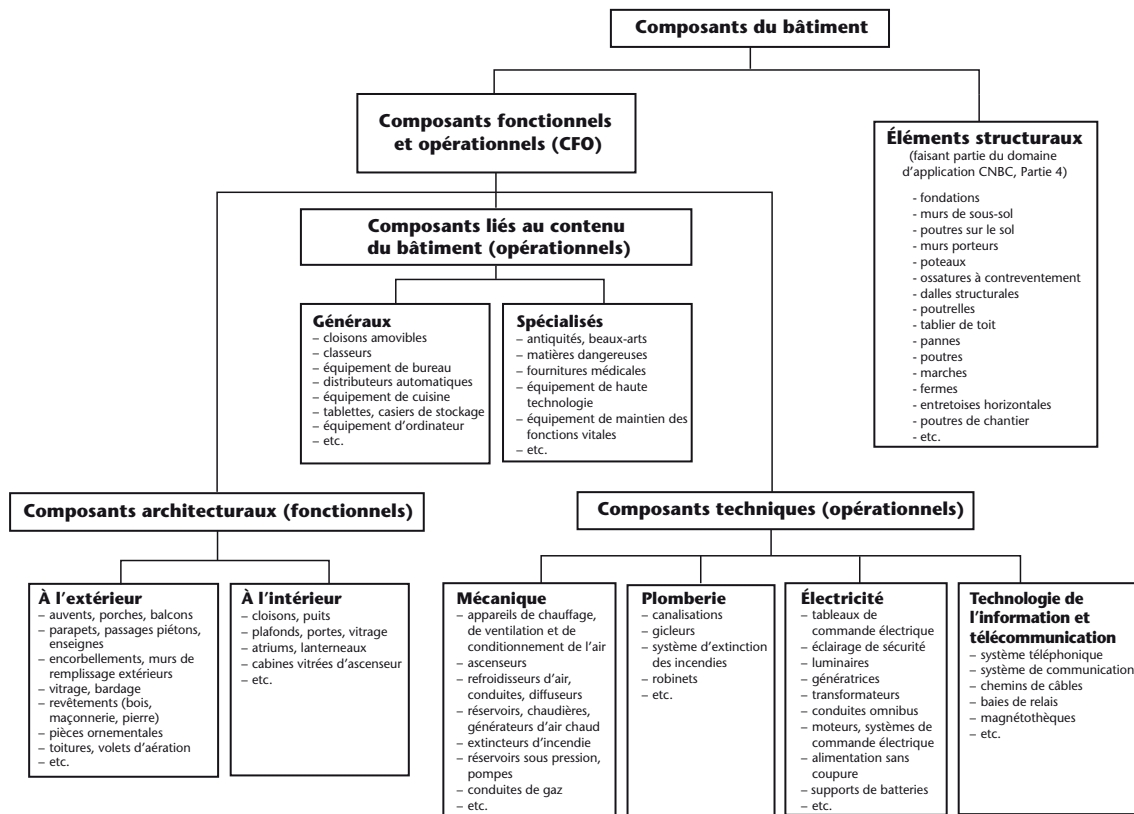 Composants du bâtiment
Composants fonctionnels
et opérationnels (CFO)
Éléments structuraux
(faisant partie du domaine
d'application CNBC, Partie 4)
- fondations
- murs de sous-sol
- poutres sur le sol
- murs porteurs
- poteaux
- ossatures à contreventement
- dalles structurales
- poutrelles
- tablier de toit
- pannes
- poutres
- marches
- fermes
- entretoises horizontales
- poutres de chantier
- etc.
Composants liés au contenu
du bâtiment (opérationnels)
Généraux
– cloisons amovibles
– classeurs
– équipement de bureau
– distributeurs automatiques
– équipement de cuisine
– tablettes, casiers de stockage
– équipement d'ordinateur
– etc.
Spécialisés
– antiquités, beaux-arts
– matières dangereuses
– fournitures médicales
– équipement de haute
technologie
– équipement de maintien des
fonctions vitales
– etc.
Composants architecturaux (fonctionnels)
À l'extérieur
– auvents, porches, balcons
– parapets, passages piétons,
enseignes
– encorbellements, murs de
remplissage extérieurs
– vitrage, bardage
– revêtements (bois,
maçonnerie, pierre)
– pièces ornementales
– toitures, volets d'aération
– etc.
À l'intérieur
– cloisons, puits
– plafonds, portes, vitrage
– atriums, lanterneaux
– cabines vitrées d'ascenseur
– etc.
Composants techniques (opérationnels)
Mécanique
– appareils de chauffage,
de ventilation et de
conditionnement de l'air
– ascenseurs
– refroidisseurs d'air,
conduites, diffuseurs
– réservoirs, chaudières,
générateurs d'air chaud
– extincteurs d'incendie
– réservoirs sous pression,
pompes
– conduites de gaz
– etc.
Plomberie
– canalisations
– gicleurs
– système d'extinction
des incendies
– robinets
– etc.
Électricité
– tableaux de
commande électrique
– éclairage de sécurité
– luminaires
– génératrices
– transformateurs
– conduites omnibus
– moteurs, systèmes de
commande électrique
– alimentation sans
coupure
– supports de batteries
– etc.
Technologie de
l'information et
télécommunication
– système téléphonique
– système de communication
– chemins de câbles
– baies de relais
– magnétothèques
– etc.